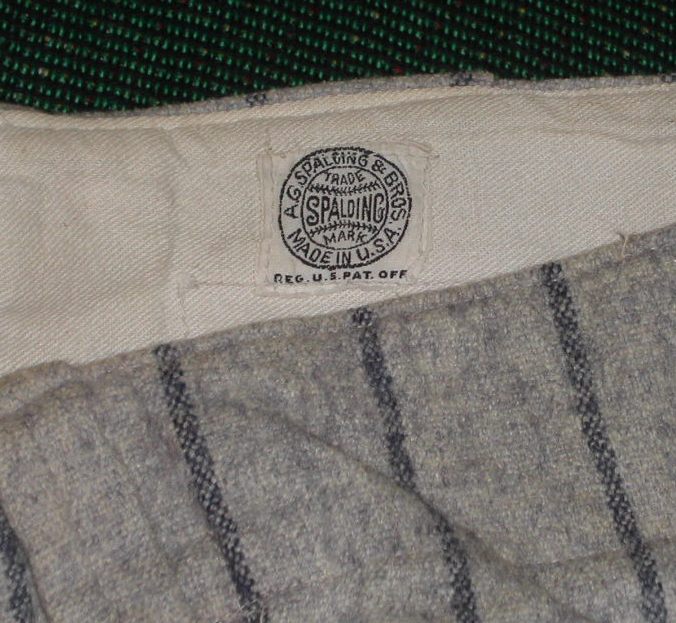 A.G. SPALDING & BROS
TRADE
SPALDING
MARK
MADE IN U.S.A.
REG. U.S. PAT. OFF.